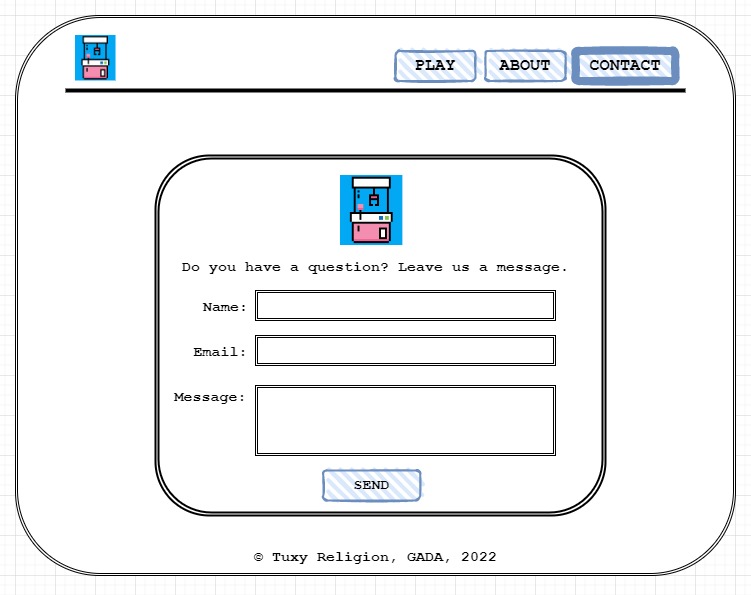 PLAY ABOUT CONTACT
Do you have a question? Leave us a message.
Name:
Email:
Message:
SEND
© Tuxy Religion, GADA, 2022